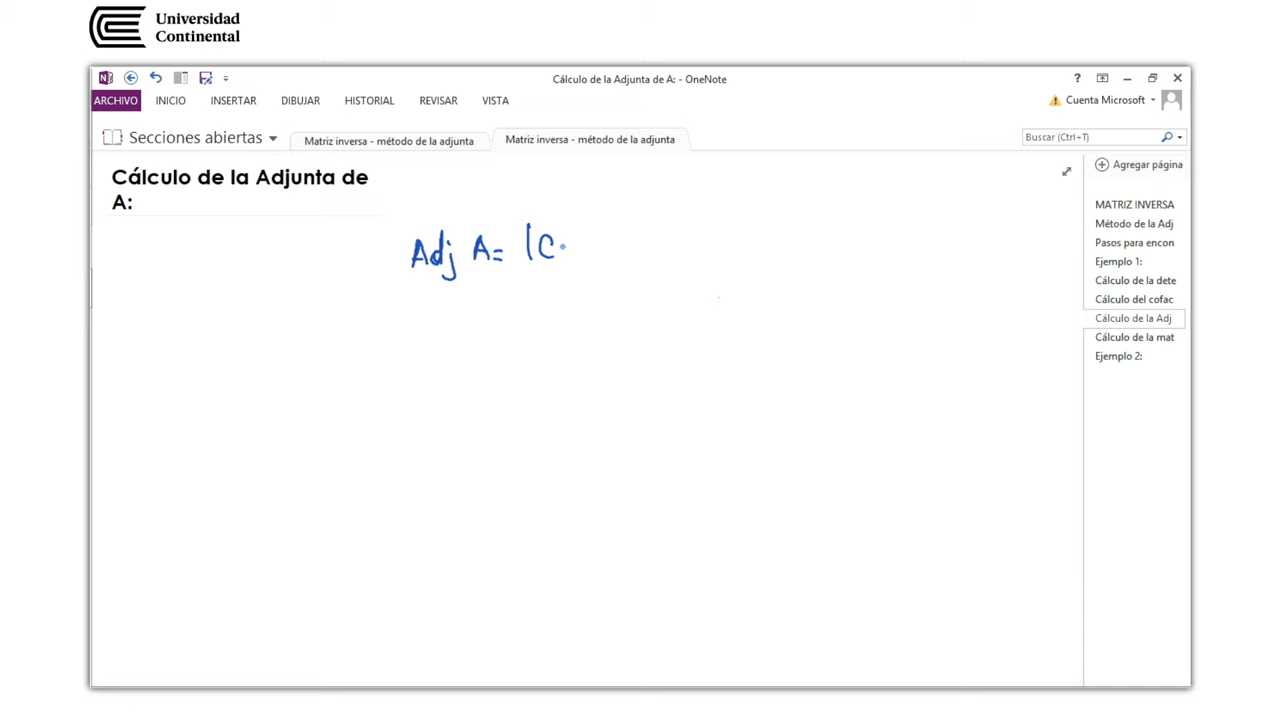 Universidad
Continental
Cálculo de la Adjunta de A: - OneNote
?
ARCHIVO INICIO INSERTAR DIBUJAR HISTORIAL REVISAR VISTA
Cuenta Microsoft
Secciones abiertas
Matriz inversa - método de la adjunta
Matriz inversa - método de la adjunta
Buscar (Ctrl+T)
Cálculo de la Adjunta de
A:
Adj A= (C
Agregar página
MATRIZ INVERSA
Método de la Adj
Pasos para encon
Ejemplo 1:
Cálculo de la dete
Cálculo del cofac
Cálculo de la Adj
Cálculo de la mat
Ejemplo 2: